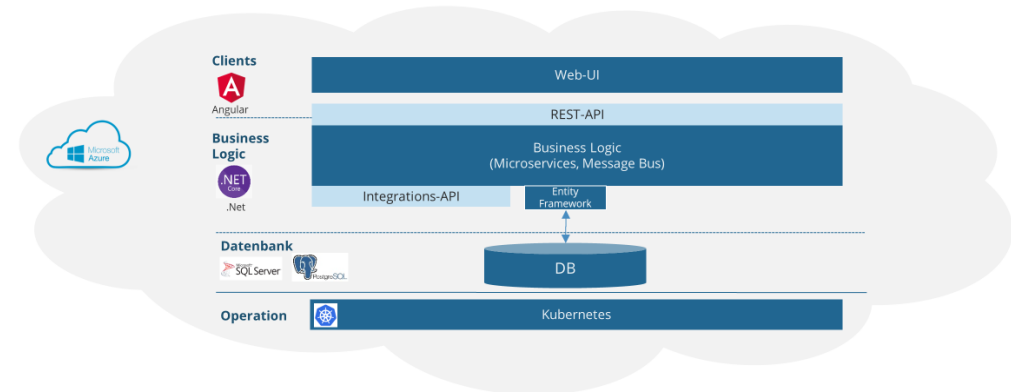 Clients
Web-UI
Angular
REST-API
Business
Logic
Business Logic
(Microservices, Message Bus)
Microsoft
Azure
.NET
Core
.Net
Integrations-API
Entity
Framework
Datenbank
Microsoft
SQL Server
PostgreSQL
DB
Operation
Kubernetes